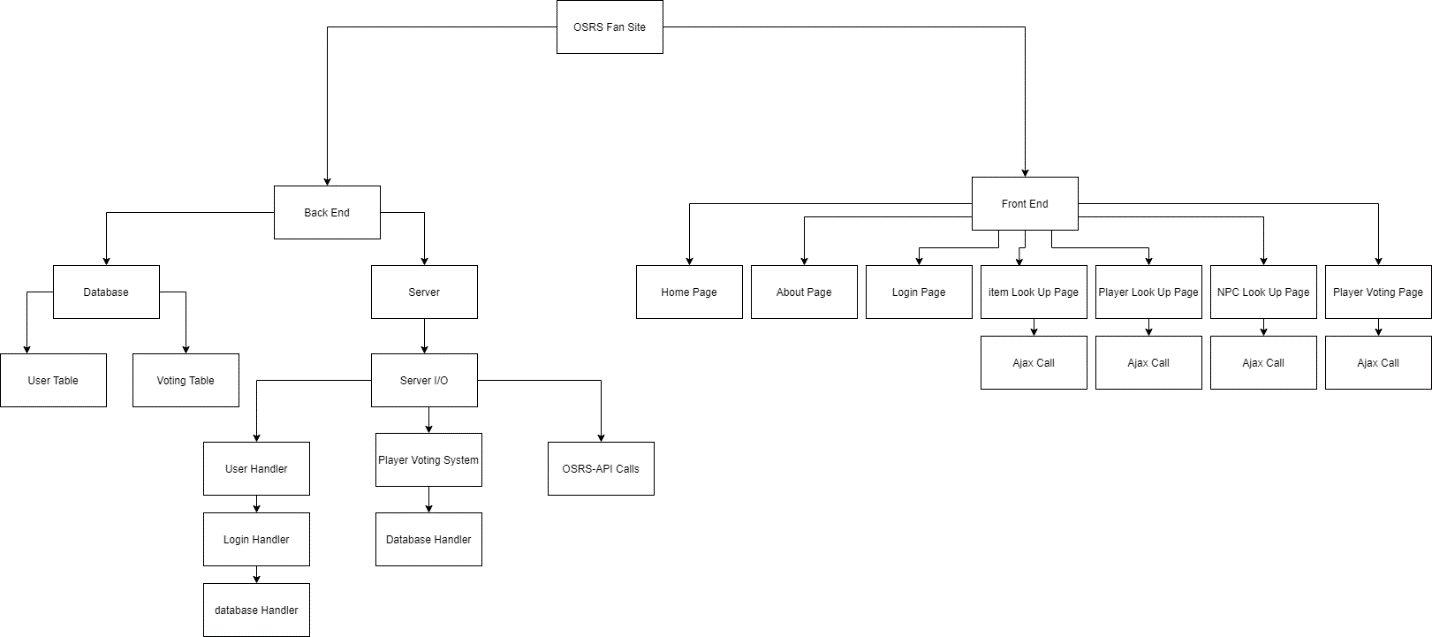 OSRS Fan Site
Back End
Front End
Database
Server
Home Page
About Page
Login Page
item Look Up Page
Player Look Up Page
NPC Look Up Page
Player Voting Page
User Table
Voting Table
Server I/O
Ajax Call
Ajax Call
Ajax Call
Ajax Call
User Handler
Player Voting System
OSRS-API Calls
Login Handler
Database Handler
database Handler